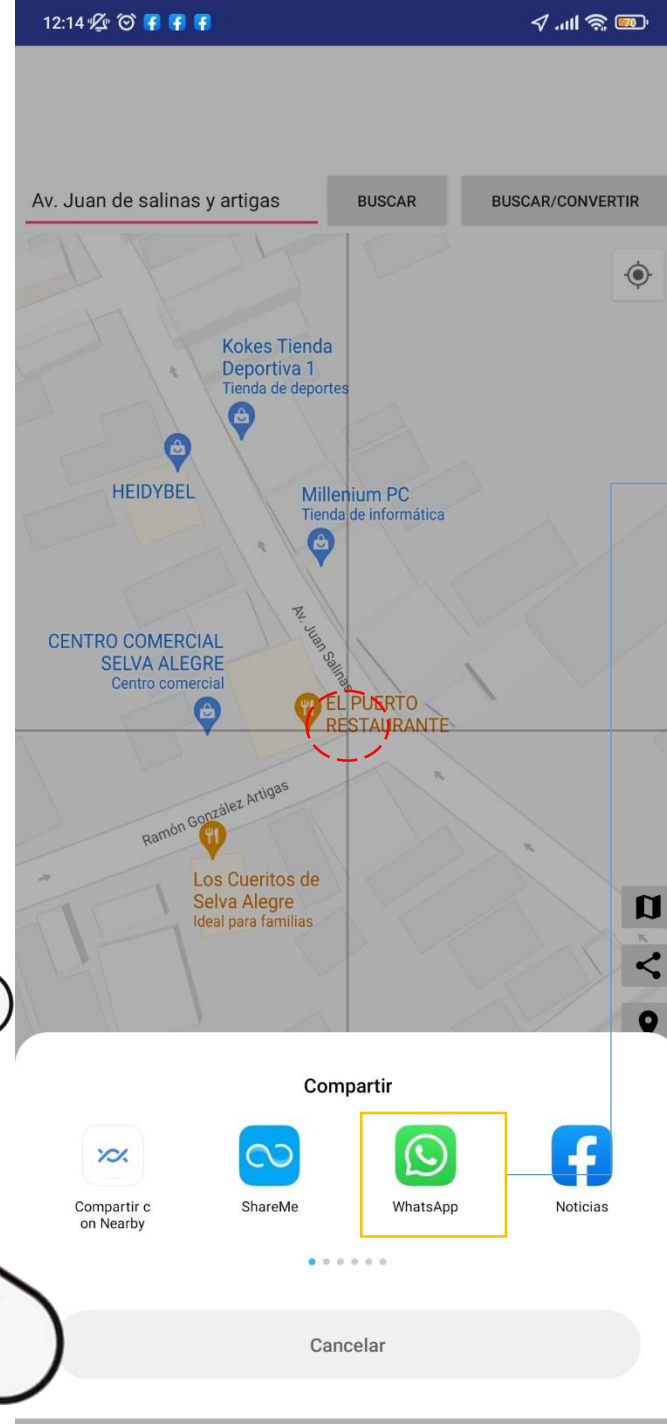 12:14
70
Av. Juan de salinas y artigas
BUSCAR
BUSCAR/CONVERTIR
Kokes Tienda
Deportiva 1
Tienda de deportes
HEIDYBEL
Millenium PC
Tienda de informática
Av. Juan Salinas
CENTRO COMERCIAL
SELVA ALEGRE
Centro comercial
EL PUERTO
RESTAURANTE
Ramón González Artigas
Los Cueritos de
Selva Alegre
Ideal para familias
Compartir
Compartir c
on Nearby
ShareMe
WhatsApp
Noticias
Cancelar